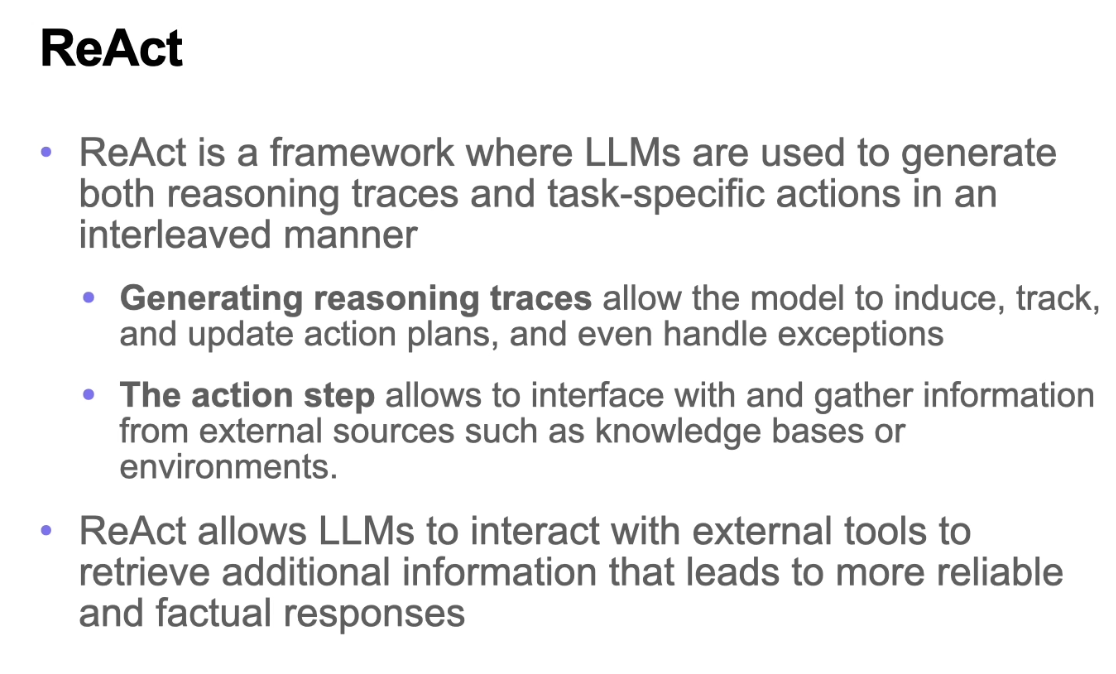 ReAct
• ReAct is a framework where LLMs are used to generate
both reasoning traces and task-specific actions in an
interleaved manner
• Generating reasoning traces allow the model to induce, track,
and update action plans, and even handle exceptions
• The action step allows to interface with and gather information
from external sources such as knowledge bases or
environments.
• ReAct allows LLMs to interact with external tools to
retrieve additional information that leads to more reliable
and factual responses